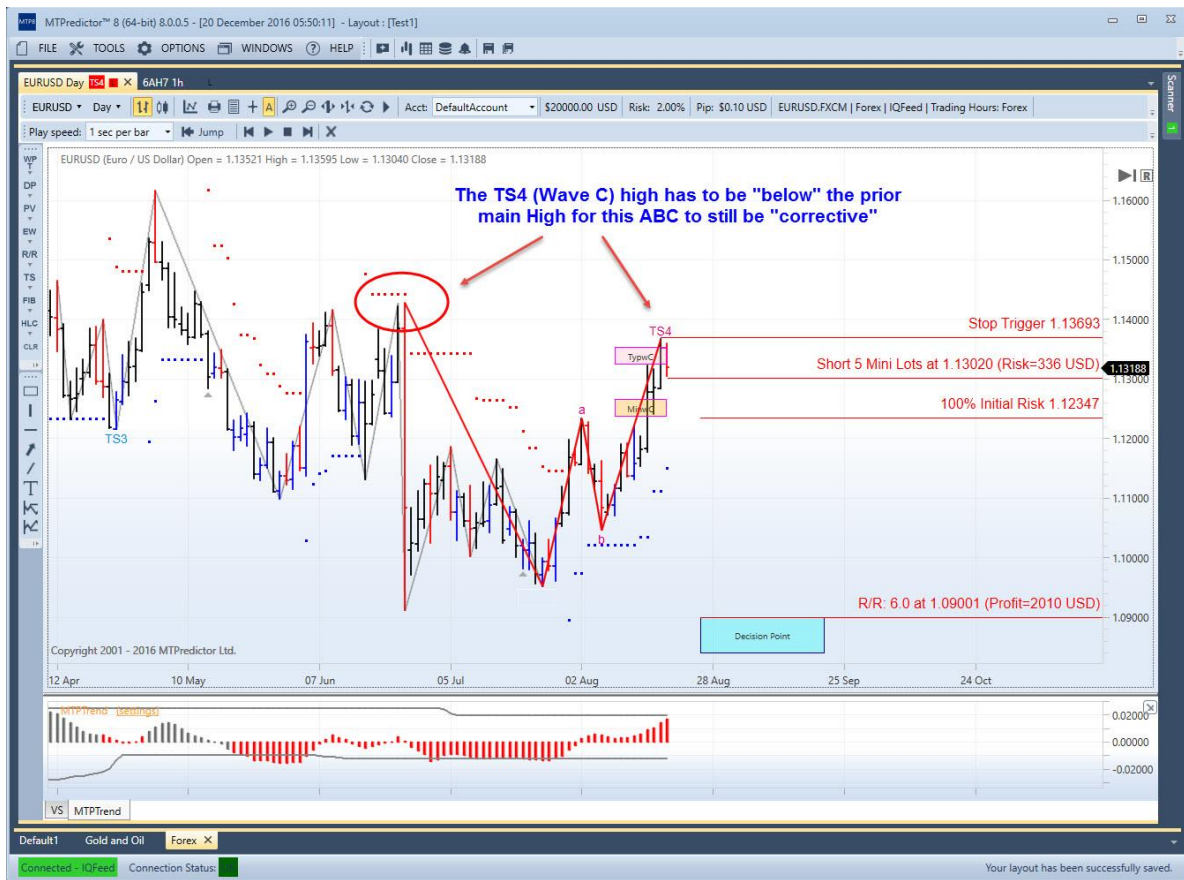 MTP8 MTPredictor™ 8 (64-bit) 8.0.0.5 - [20 December 2016 05:50:11] - Layout : [Test1]
FILE TOOLS OPTIONS WINDOWS HELP
EURUSD Day TS4 6AH7 1h
EURUSD Day A Acct: DefaultAccount $20000.00 USD Risk: 2.00% Pip: $0.10 USD EURUSD.FXCM | Forex | IQFeed | Trading Hours: Forex
Play speed: 1 sec per bar Jump
Scanner
WP
DP
PV
EW
R/R
TS
FIB
HLC
CLR
T
EURUSD (Euro / US Dollar) Open = 1.13521 High = 1.13595 Low = 1.13040 Close = 1.13188
R
The TS4 (Wave C) high has to be "below" the prior
main High for this ABC to still be "corrective"
1.16000
1.15000
1.14000
1.13188
1.13000
1.12000
1.11000
1.10000
1.09000
TS4
Stop Trigger 1.13693
TypwC
Short 5 Mini Lots at 1.13020 (Risk=336 USD)
100% Initial Risk 1.12347
MinwC
a
TS3
b
R/R: 6.0 at 1.09001 (Profit=2010 USD)
Decision Point
Copyright 2001 - 2016 MTPredictor Ltd.
12 Apr 10 May 07 Jun 05 Jul 02 Aug 28 Aug 25 Sep 24 Oct
MTPTrend (settings)
0.02000
0.00000
-0.02000
VS MTPTrend
Default1 Gold and Oil Forex
Connected - IQFeed Connection Status: Your layout has been successfully saved.